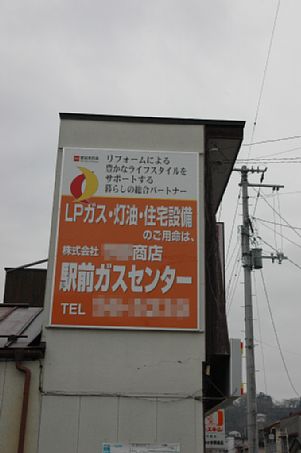 リフォームによる
豊かなライフスタイルを
サポートする
暮らしの総合パートナー
LPガス・灯油・住宅設備
のご用命は、
株式会社 商店
駅前ガスセンター
TEL